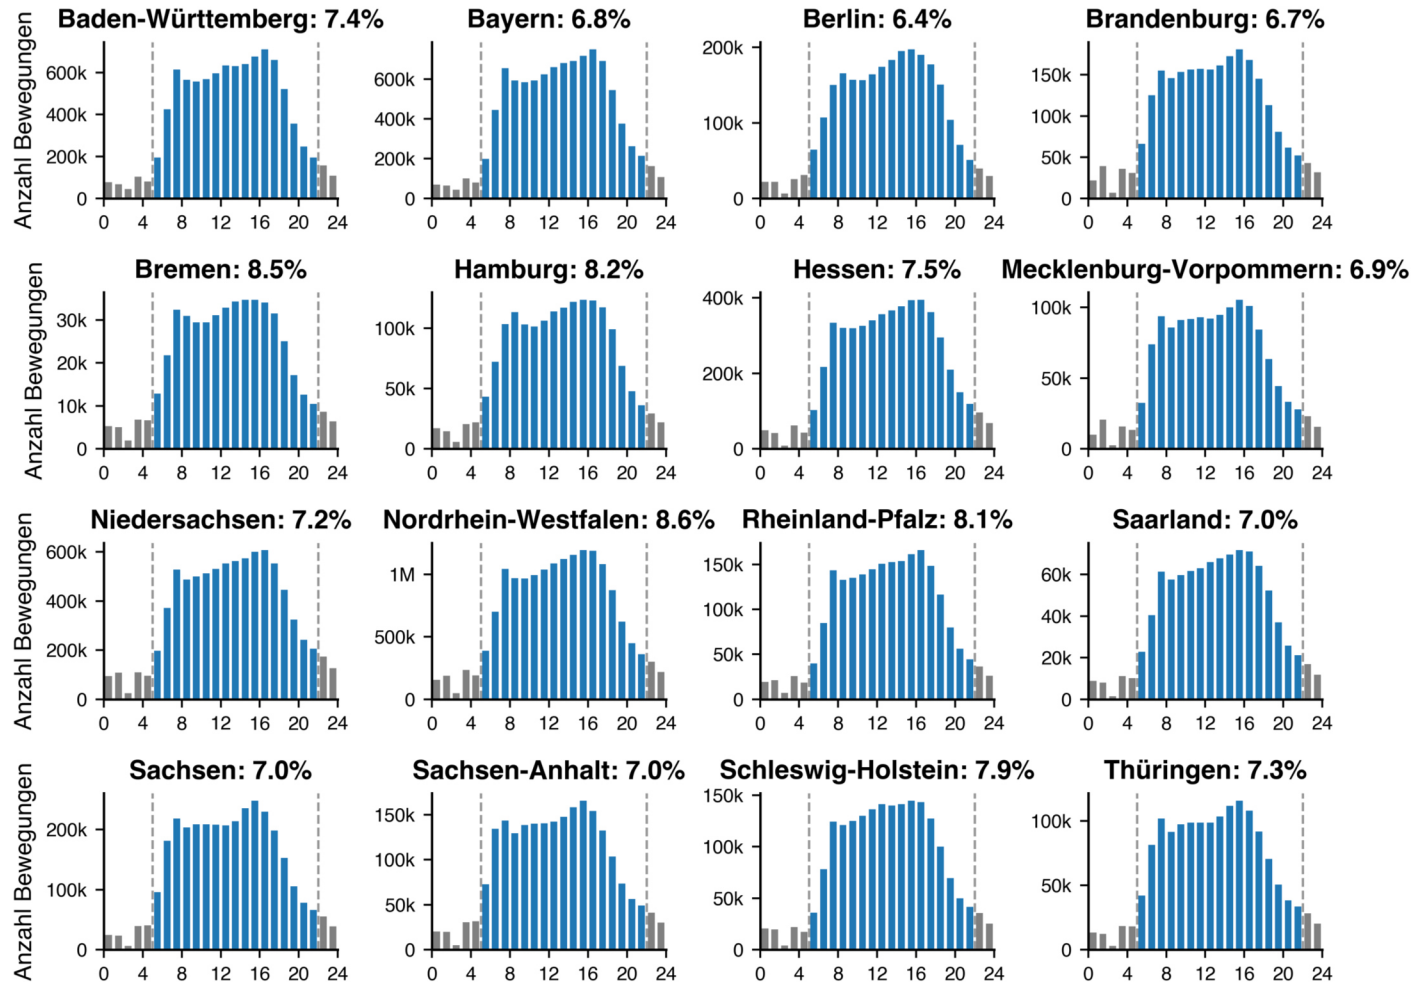 Baden-Württemberg: 7.4%
Bayern: 6.8%
Berlin: 6.4%
Brandenburg: 6.7%
Anzahl Bewegungen
600k
400k
200k
0
0 4 8 12 16 20 24
600k
400k
200k
0
0 4 8 12 16 20 24
200k
100k
0
0 4 8 12 16 20 24
150k
100k
50k
0
0 4 8 12 16 20 24
Bremen: 8.5%
Hamburg: 8.2%
Hessen: 7.5%
Mecklenburg-Vorpommern: 6.9%
Anzahl Bewegungen
30k
20k
10k
0
0 4 8 12 16 20 24
100k
50k
0
0 4 8 12 16 20 24
400k
200k
0
0 4 8 12 16 20 24
100k
50k
0
0 4 8 12 16 20 24
Niedersachsen: 7.2%
Nordrhein-Westfalen: 8.6%
Rheinland-Pfalz: 8.1%
Saarland: 7.0%
Anzahl Bewegungen
600k
400k
200k
0
0 4 8 12 16 20 24
1M
500k
0
0 4 8 12 16 20 24
150k
100k
50k
0
0 4 8 12 16 20 24
60k
40k
20k
0
0 4 8 12 16 20 24
Sachsen: 7.0%
Sachsen-Anhalt: 7.0%
Schleswig-Holstein: 7.9%
Thüringen: 7.3%
Anzahl Bewegungen
200k
100k
0
0 4 8 12 16 20 24
150k
100k
50k
0
0 4 8 12 16 20 24
150k
100k
50k
0
0 4 8 12 16 20 24
100k
50k
0
0 4 8 12 16 20 24